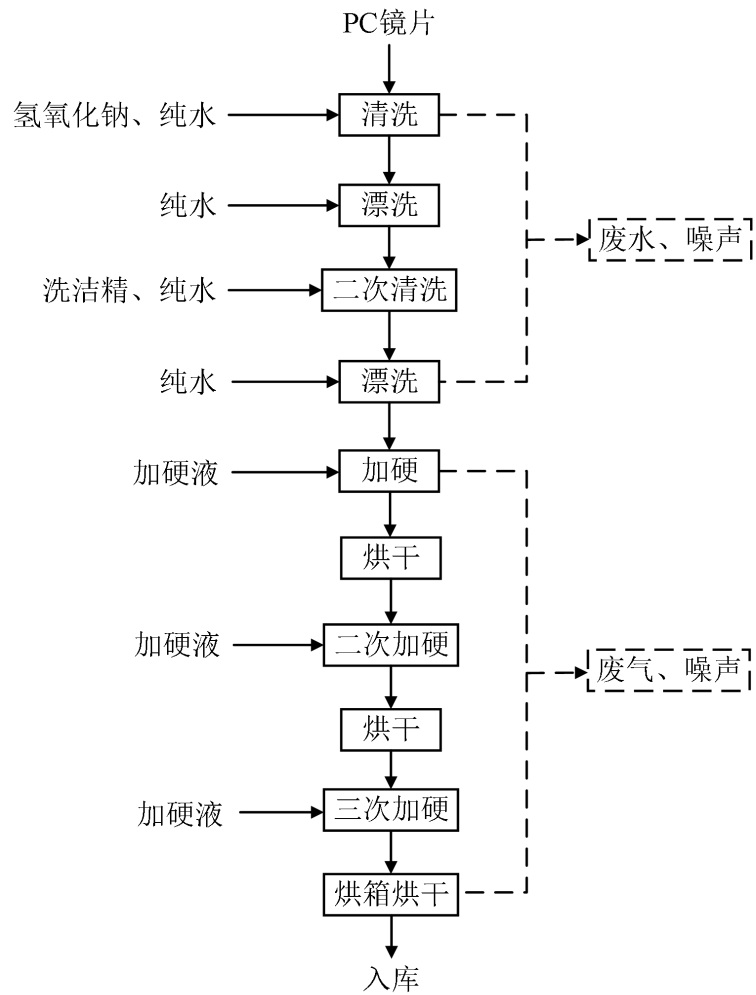 PC镜片
氢氧化钠、纯水
清洗
纯水
漂洗
废水、噪声
洗洁精、纯水
二次清洗
纯水
漂洗
加硬液
加硬
烘干
加硬液
二次加硬
废气、噪声
烘干
加硬液
三次加硬
烘箱烘干
入库